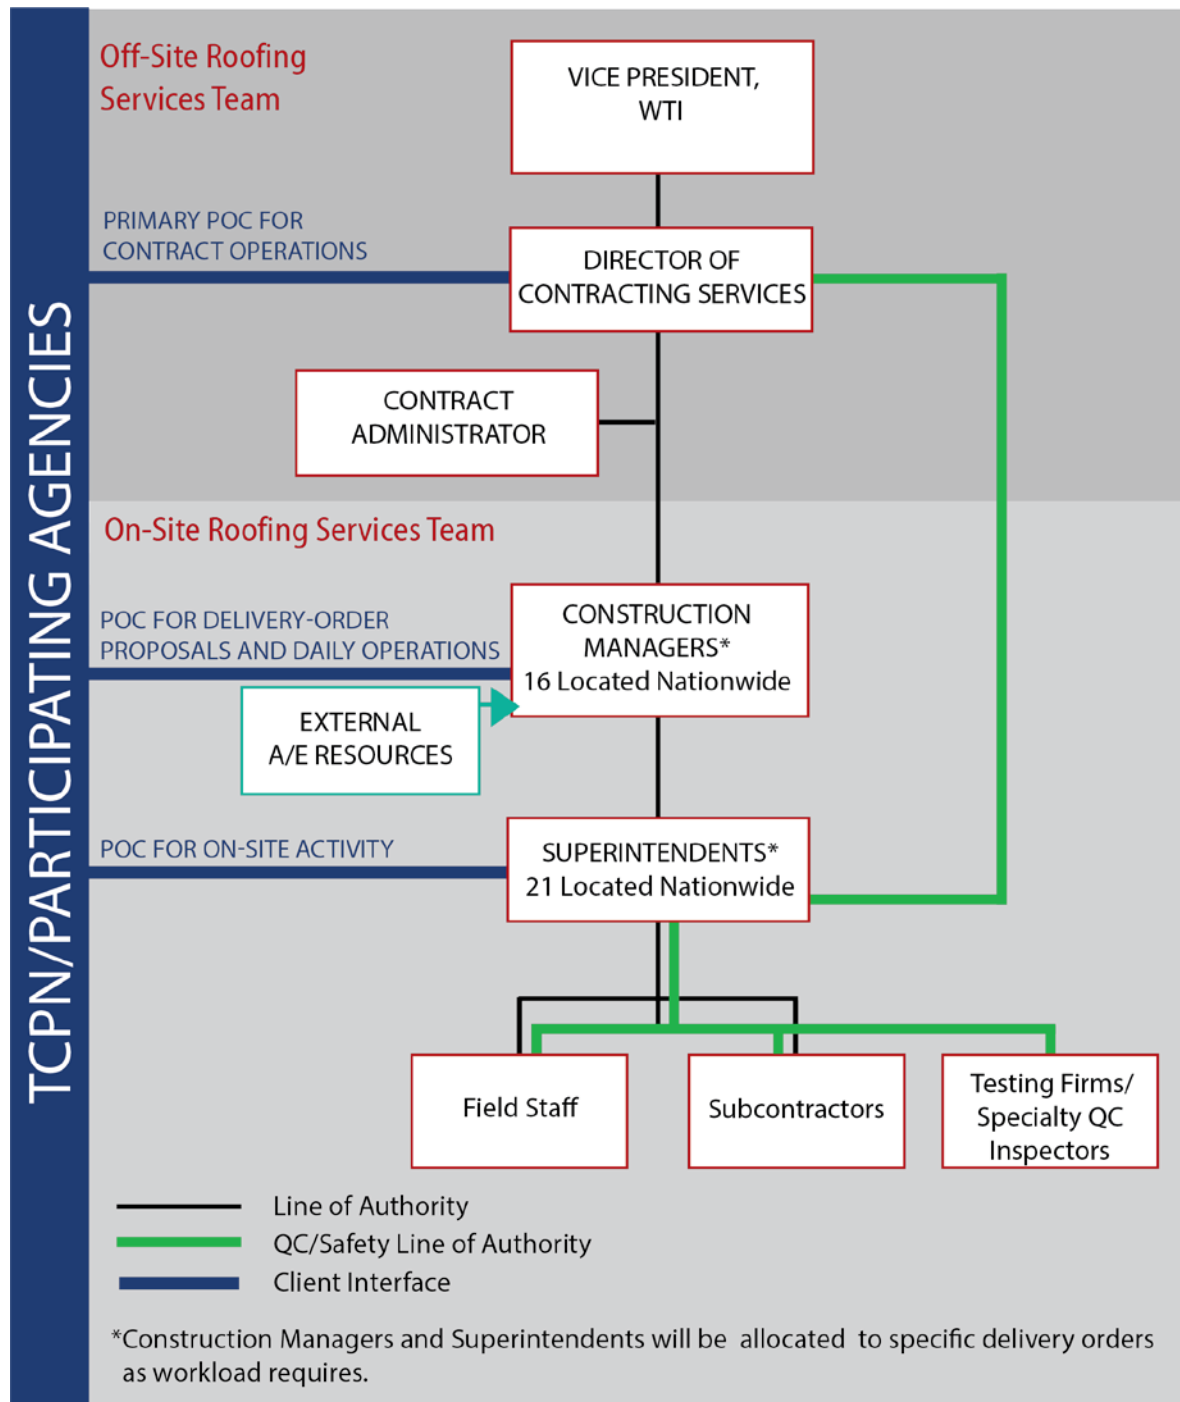 TCPN/PARTICIPATING AGENCIES
Off-Site Roofing
Services Team
VICE PRESIDENT,
WTI
PRIMARY POC FOR
CONTRACT OPERATIONS
DIRECTOR OF
CONTRACTING SERVICES
CONTRACT
ADMINISTRATOR
On-Site Roofing Services Team
POC FOR DELIVERY-ORDER
PROPOSALS AND DAILY OPERATIONS
CONSTRUCTION
MANAGERS*
16 Located Nationwide
EXTERNAL
A/E RESOURCES
POC FOR ON-SITE ACTIVITY
SUPERINTENDENTS*
21 Located Nationwide
Field Staff
Subcontractors
Testing Firms/
Specialty QC
Inspectors
Line of Authority
QC/Safety Line of Authority
Client Interface
*Construction Managers and Superintendents will be allocated to specific delivery orders
as workload requires.